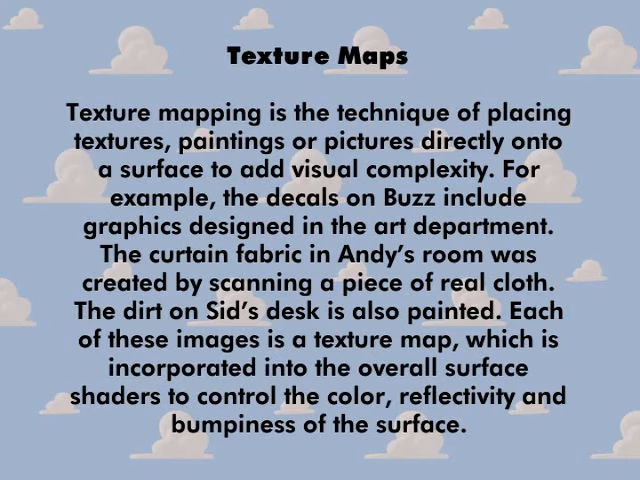 Texture Maps
Texture mapping is the technique of placing
textures, paintings or pictures directly onto
a surface to add visual complexity. For
example, the decals on Buzz include
graphics designed in the art department.
The curtain fabric in Andy's room was
created by scanning a piece of real cloth.
The dirt on Sid's desk is also painted. Each
of these images is a texture map, which is
incorporated into the overall surface
shaders to control the color, reflectivity and
bumpiness of the surface.